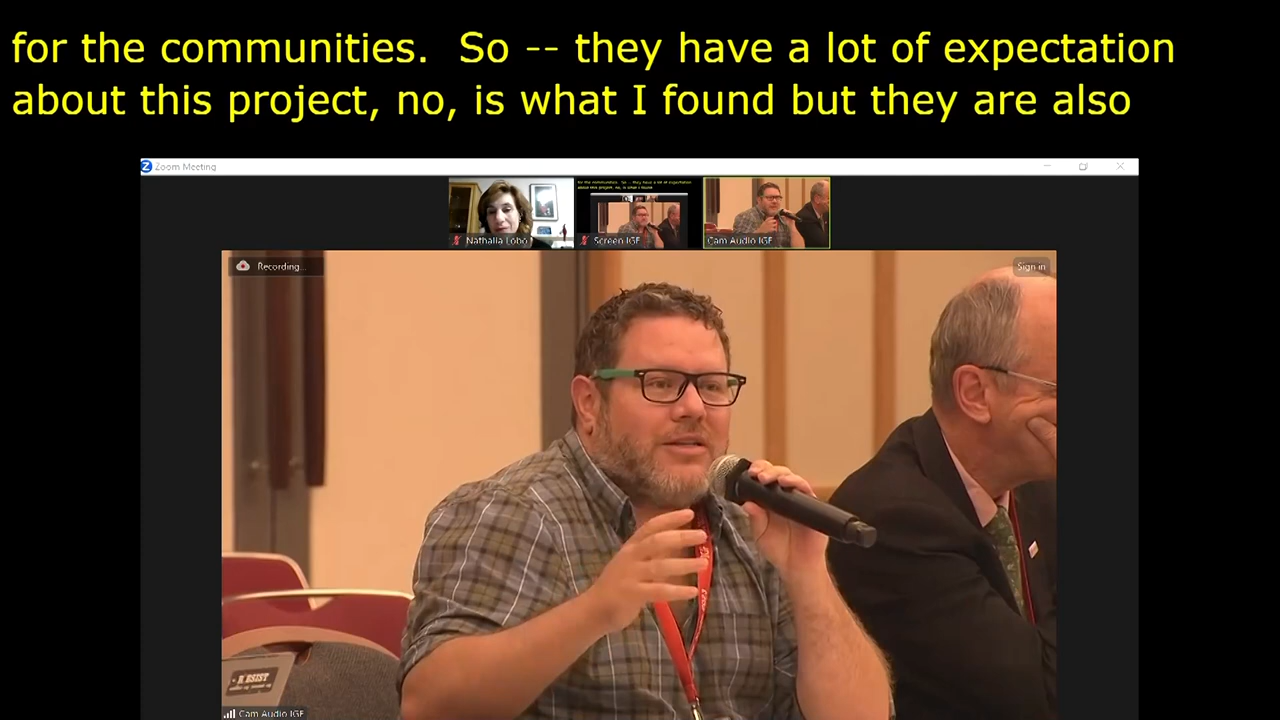 for the communities.  So -- they have a lot of expectation
about this project, no, is what I found but they are also
Zoom Meeting
Nathalia Lobo
Screen IGF
Cam Audio IGF
Recording...
Sign in
Cam Audio IGF